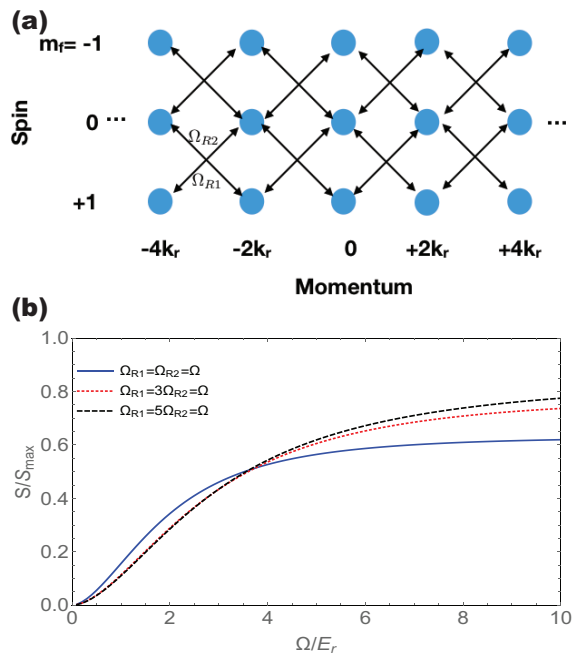 (a)
m_f= -1
Spin
0 ... ...
Ω_R2
Ω_R1
+1
-4k_r -2k_r 0 +2k_r +4k_r
Momentum
(b)
1.0
Ω_R1=Ω_R2=Ω
Ω_R1=3Ω_R2=Ω
Ω_R1=5Ω_R2=Ω
0.8
0.6
S/S_max
0.4
0.2
0.0
0 2 4 6 8 10
Ω/E_r